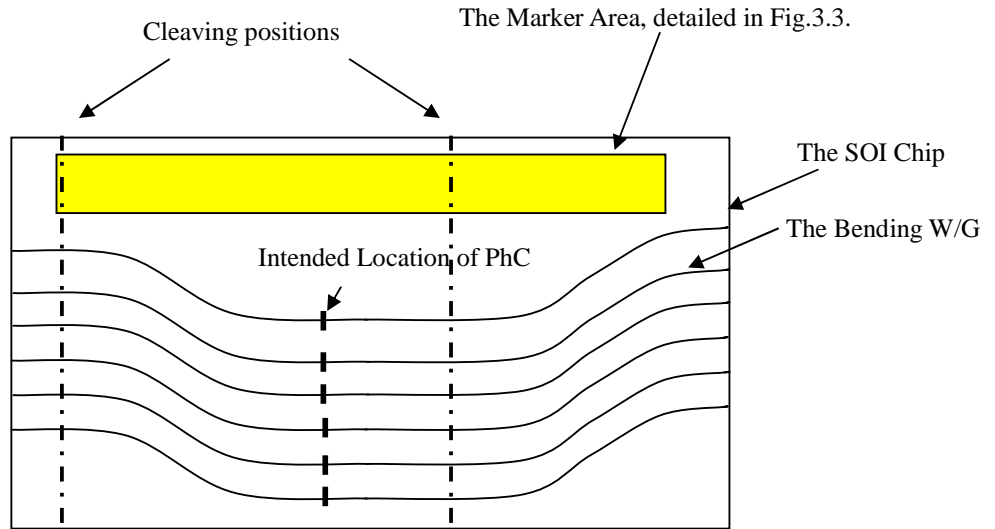 The Marker Area, detailed in Fig.3.3.
Cleaving positions
The SOI Chip
The Bending W/G
Intended Location of PhC